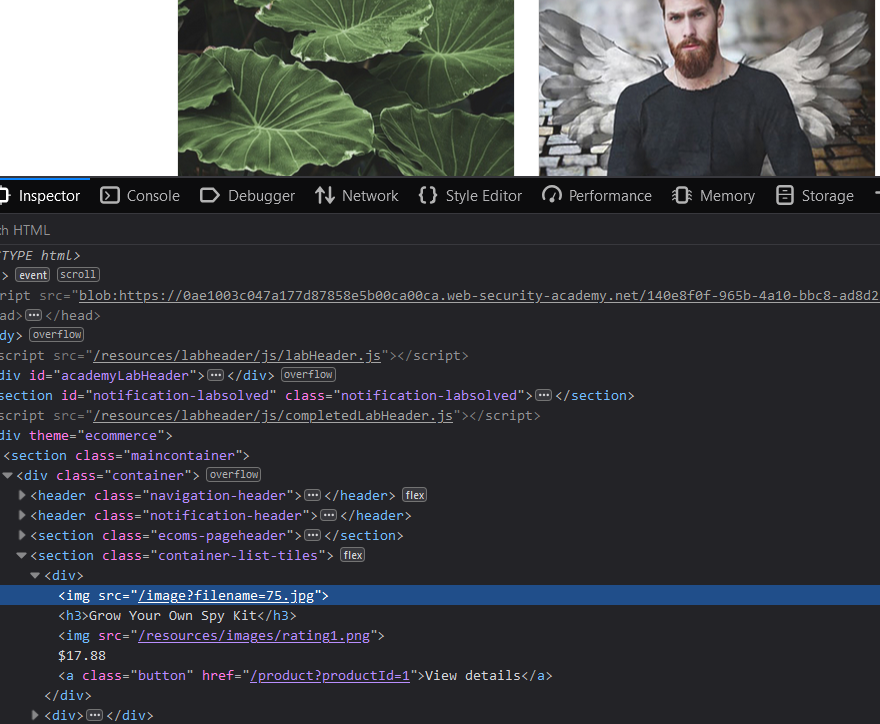 Inspector Console Debugger Network Style Editor Performance Memory Storage
ch HTML
TYPE html>
> event scroll
ript src="blob:https://0ae1003c047a177d87858e5b00ca00ca.web-security-academy.net/140e8f0f-965b-4a10-bbc8-ad8d2
ad>···</head>
dy> overflow
script src="/resources/labheader/js/labHeader.js"></script>
div id="academyLabHeader">···</div> overflow
section id="notification-labsolved" class="notification-labsolved">···</section>
script src="/resources/labheader/js/completedLabHeader.js"></script>
div theme="ecommerce">
<section class="maincontainer">
<div class="container"> overflow
<header class="navigation-header">···</header> flex
<header class="notification-header">···</header>
<section class="ecoms-pageheader">···</section>
<section class="container-list-tiles"> flex
<div>
<img src="/image?filename=75.jpg">
<h3>Grow Your Own Spy Kit</h3>
<img src="/resources/images/rating1.png">
$17.88
<a class="button" href="/product?productId=1">View details</a>
</div>
<div>···</div>